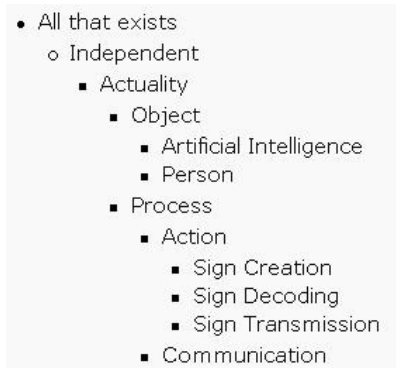 All that exists
Independent
Actuality
Object
Artificial Intelligence
Person
Process
Action
Sign Creation
Sign Decoding
Sign Transmission
Communication